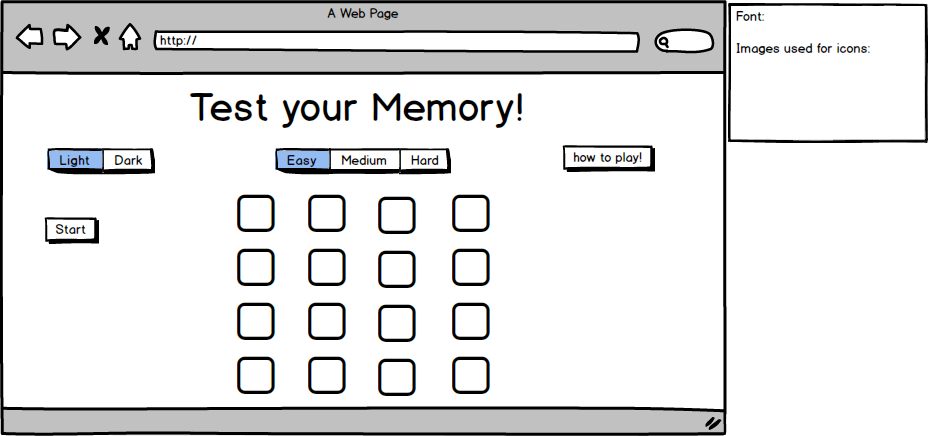 A Web Page
http://
Test your Memory!
Light Dark
Easy Medium Hard
how to play!
Start
Font:
Images used for icons: